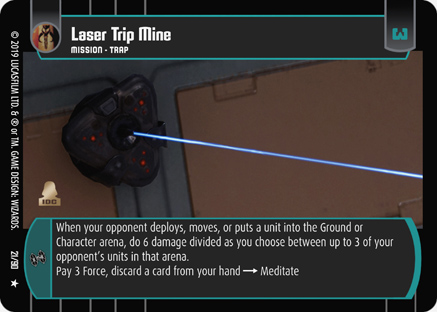 Laser Trip Mine
MISSION • TRAP
When your opponent deploys, moves, or puts a unit into the Ground or
Character arena, do 6 damage divided as you choose between up to 3 of your
opponent's units in that arena.
Pay 3 Force, discard a card from your hand → Meditate
IDC
© 2019 LUCASFILM LTD. & ® or TM. GAME DESIGN: WIZARDS.
21/90 ★